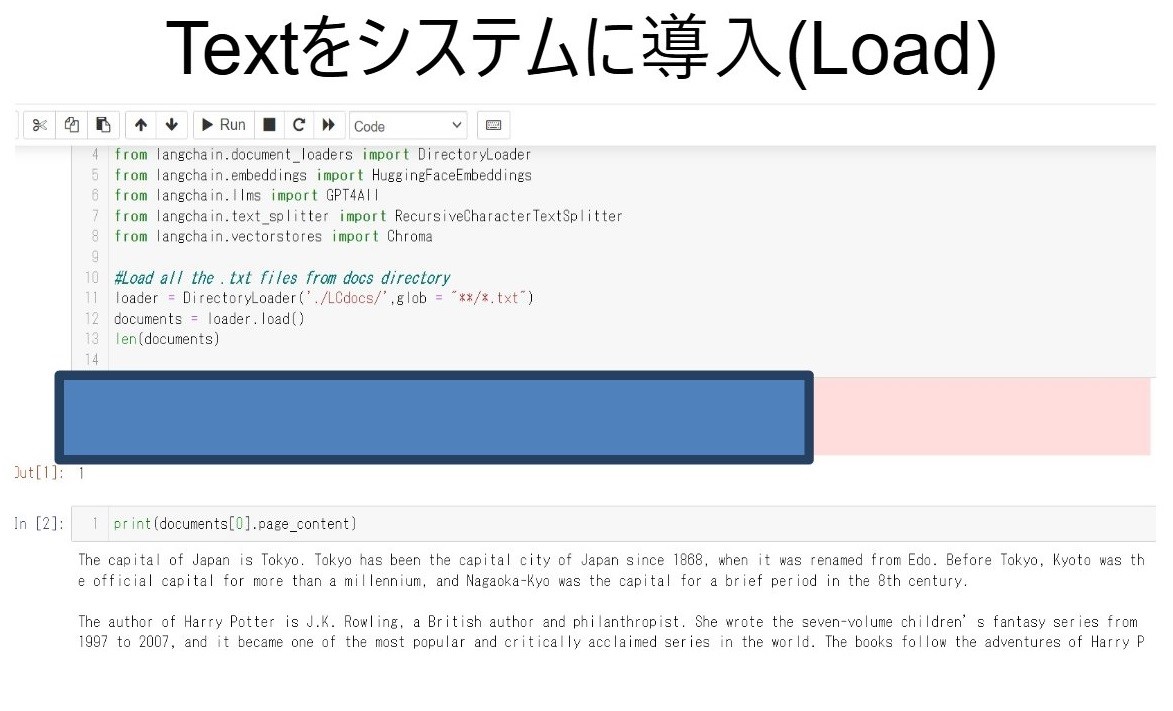 Textをシステムに導入(Load)
Run
Code
4 from langchain.document_loaders import DirectoryLoader
5 from langchain.embeddings import HuggingFaceEmbeddings
6 from langchain.llms import GPT4All
7 from langchain.text_splitter import RecursiveCharacterTextSplitter
8 from langchain.vectorstores import Chroma
9
10 #Load all the .txt files from docs directory
11 loader = DirectoryLoader('./LCdocs/',glob = "**/*.txt")
12 documents = loader.load()
13 len(documents)
14
Out[1]: 1
In [2]: 1 print(documents[0].page_content)
The capital of Japan is Tokyo. Tokyo has been the capital city of Japan since 1868, when it was renamed from Edo. Before Tokyo, Kyoto was th
e official capital for more than a millennium, and Nagaoka-Kyo was the capital for a brief period in the 8th century.
The author of Harry Potter is J.K. Rowling, a British author and philanthropist. She wrote the seven-volume children's fantasy series from
1997 to 2007, and it became one of the most popular and critically acclaimed series in the world. The books follow the adventures of Harry P